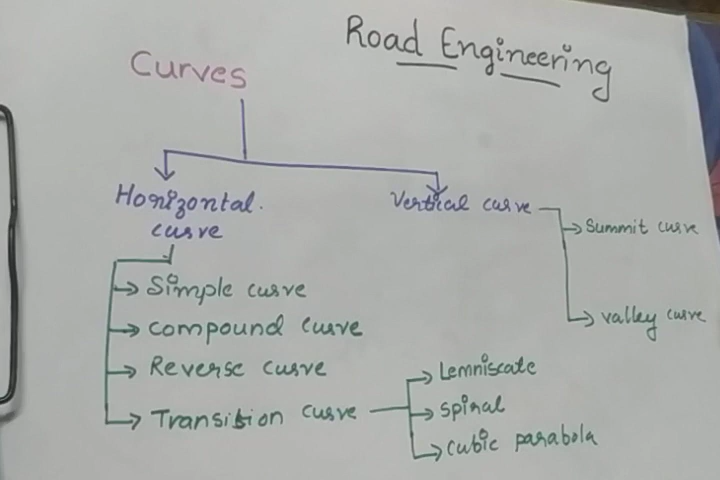 Road Engineering
Curves
Horizontal.
curve
Vertical curve
Summit curve
valley curve
Simple curve
compound curve
Reverse curve
Transition curve
Lemniscate
spiral
cubic parabola